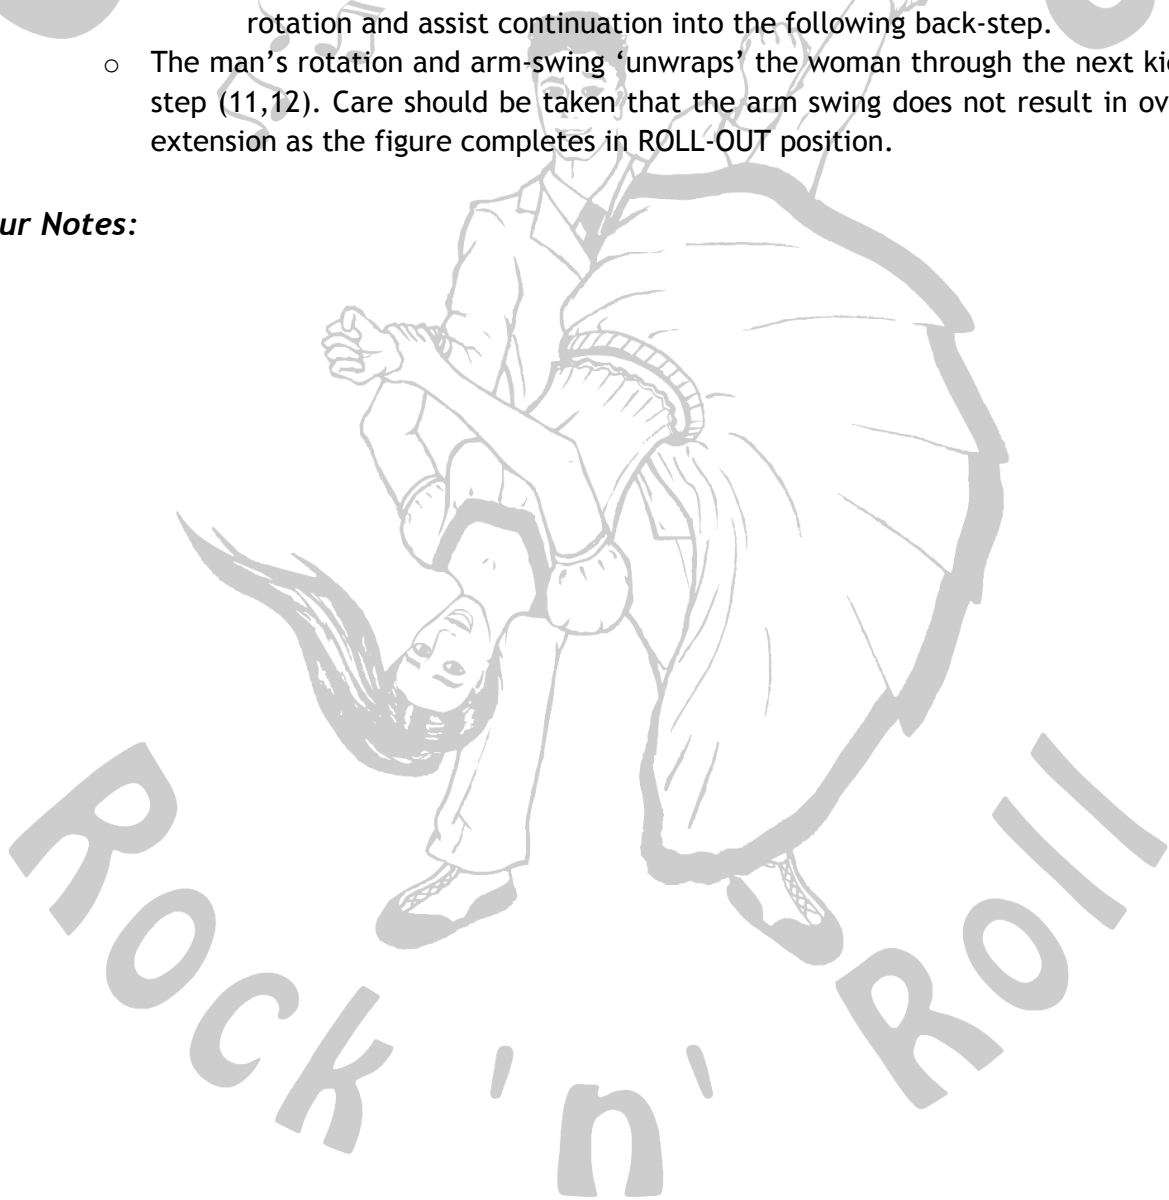 rotation and assist continuation into the following back-step.
o The man's rotation and arm-swing ‘unwraps’ the woman through the next kic
step (11,12). Care should be taken that the arm swing does not result in ov
extension as the figure completes in ROLL-OUT position.
ur Notes:
Rock 'n' Roll